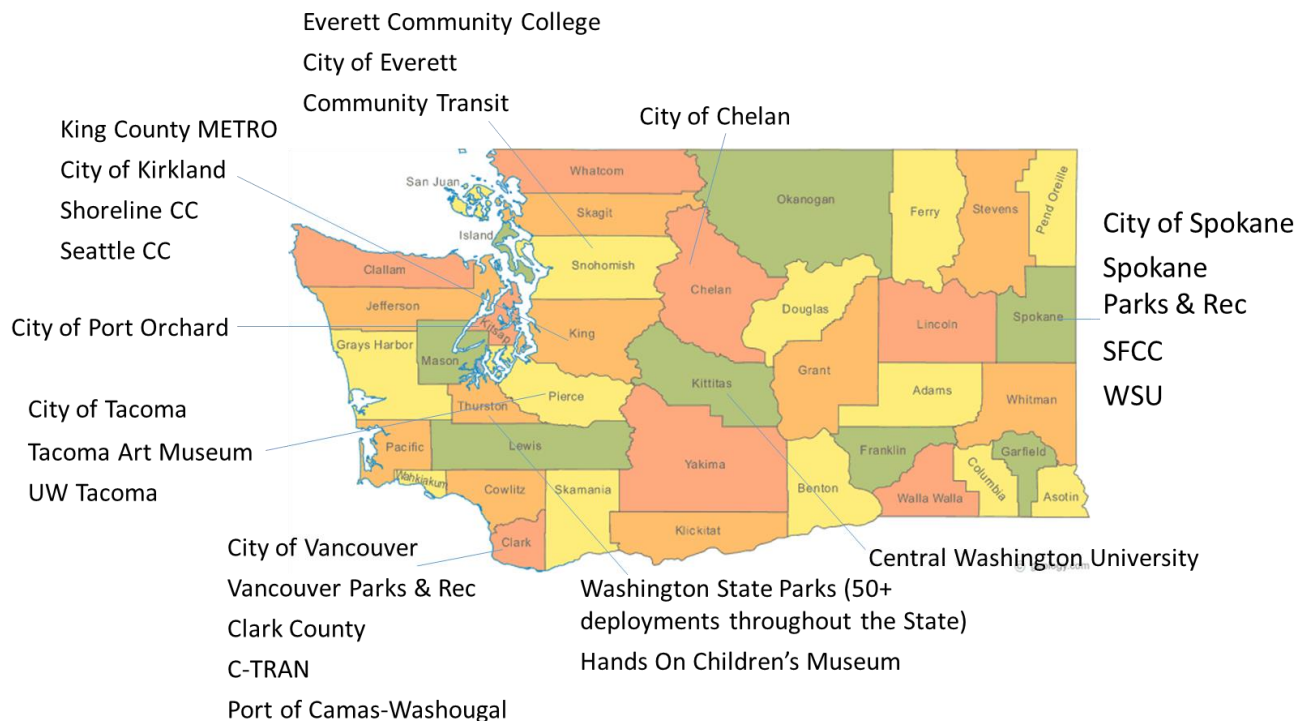 Everett Community College
City of Everett
Community Transit
City of Chelan
King County METRO
City of Kirkland
Shoreline CC
Seattle CC
City of Port Orchard
City of Tacoma
Tacoma Art Museum
UW Tacoma
City of Vancouver
Vancouver Parks & Rec
Clark County
C-TRAN
Port of Camas-Washougal
Washington State Parks (50+
deployments throughout the State)
Hands On Children’s Museum
Central Washington University
City of Spokane
Spokane
Parks & Rec
SFCC
WSU
San Juan
Whatcom
Skagit
Island
Snohomish
Okanogan
Ferry
Stevens
Pend Oreille
Clallam
Jefferson
Kitsap
Grays Harbor
Mason
King
Chelan
Douglas
Lincoln
Spokane
Thurston
Pierce
Kittitas
Grant
Adams
Whitman
Pacific
Lewis
Yakima
Franklin
Garfield
Wahkiakum
Cowlitz
Skamania
Benton
Walla Walla
Columbia
Asotin
Clark
Klickitat